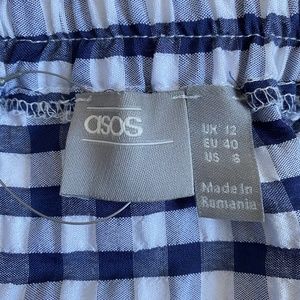 asos
UK 12
EU 40
US 8
Made In
Romania